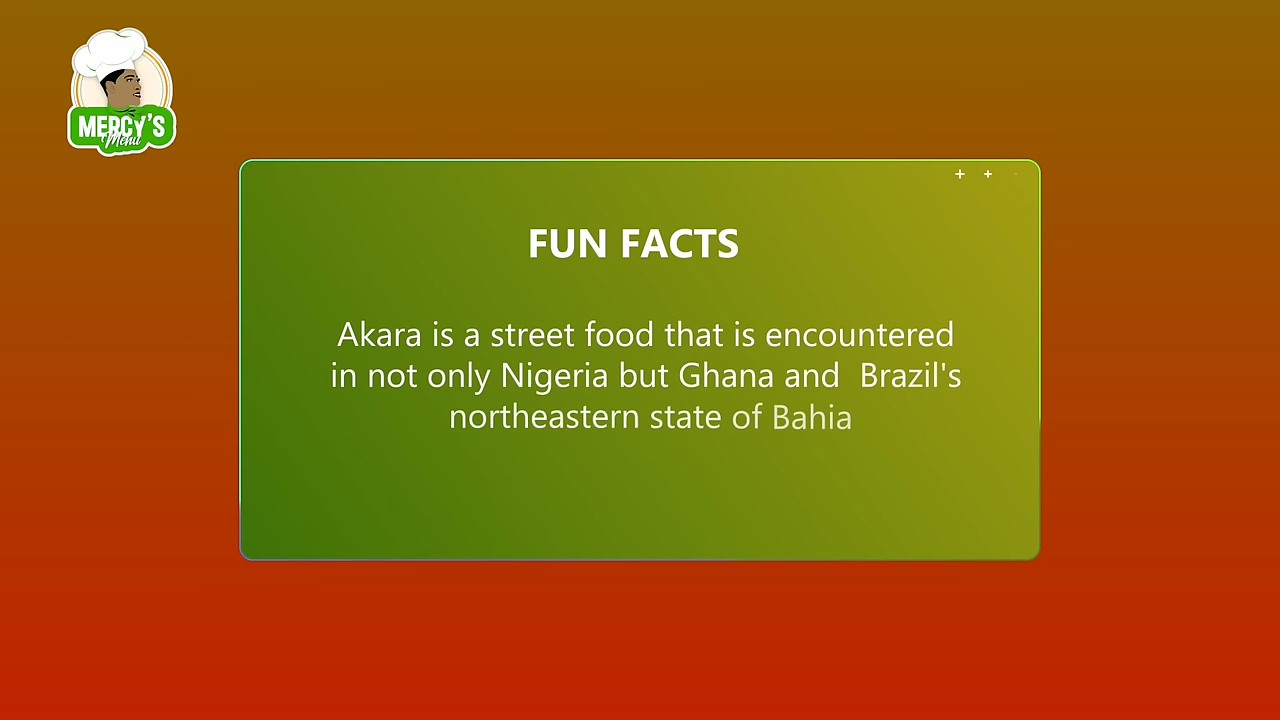 MERCY'S
Menu
FUN FACTS
Akara is a street food that is encountered
in not only Nigeria but Ghana and  Brazil's
northeastern state of Bahia